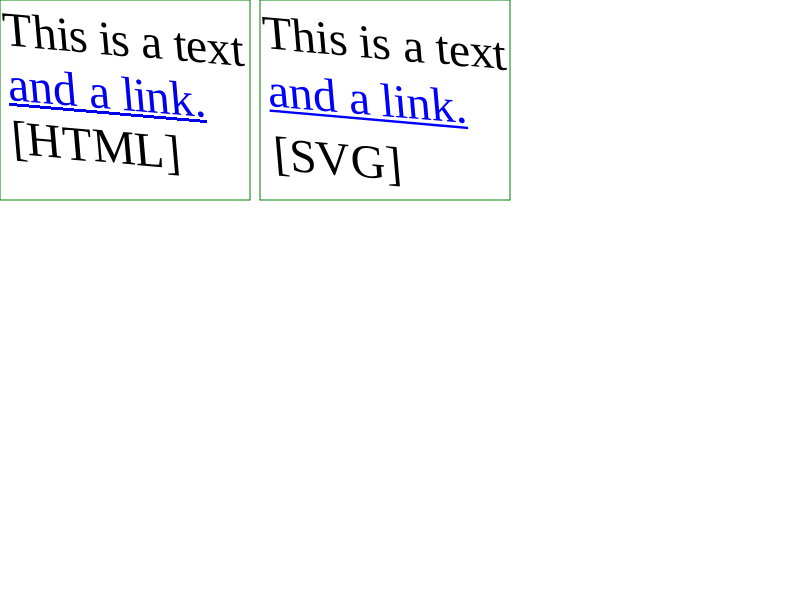 This is a text
and a link.
[HTML]
This is a text
and a link.
[SVG]